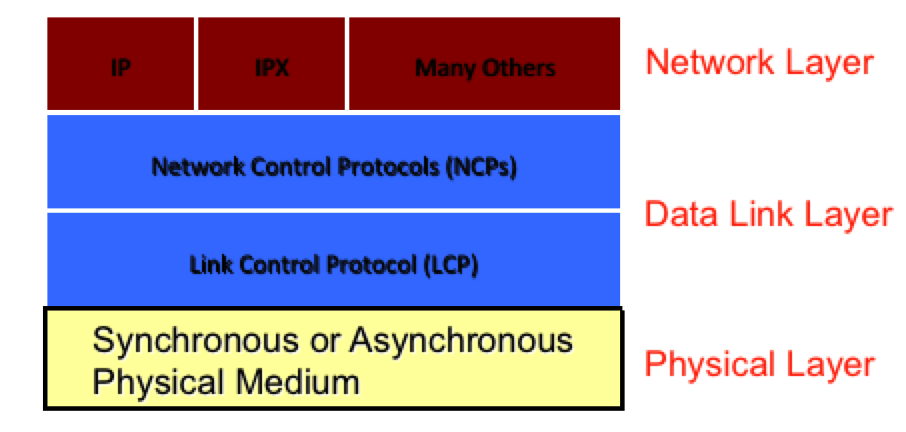 IP
IPX
Many Others
Network Layer
Network Control Protocols (NCPs)
Data Link Layer
Link Control Protocol (LCP)
Synchronous or Asynchronous
Physical Medium
Physical Layer